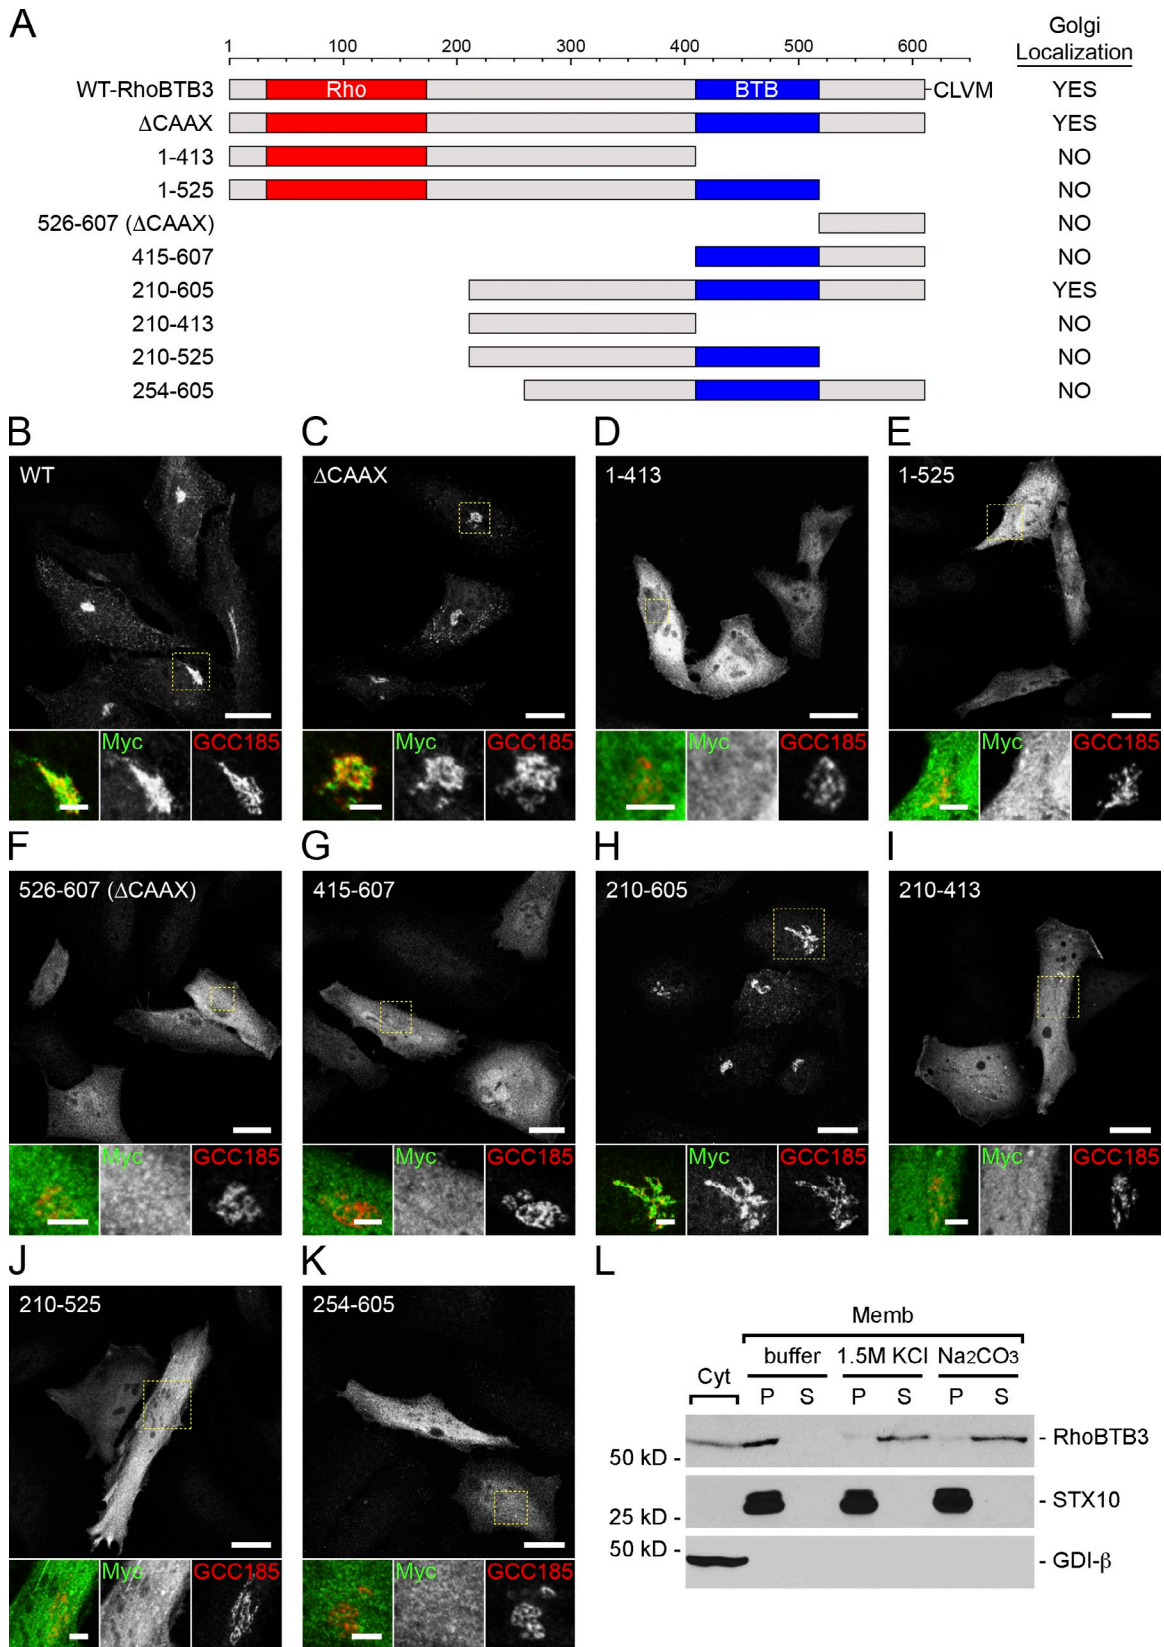 A
Golgi
Localization
1 100 200 300 400 500 600
WT-RhoBTB3 Rho BTB CLVM YES
ΔCAAX YES
1-413 NO
1-525 NO
526-607 (ΔCAAX) NO
415-607 NO
210-605 YES
210-413 NO
210-525 NO
254-605 NO
B C D E
WT ΔCAAX 1-413 1-525
Myc GCC185 Myc GCC185 Myc GCC185 Myc GCC185
F G H I
526-607 (ΔCAAX) 415-607 210-605 210-413
Myc GCC185 Myc GCC185 Myc GCC185 Myc GCC185
J K L
210-525 254-605
Myc GCC185 Myc GCC185
Memb
Cyt buffer 1.5M KCl Na2CO3
P S P S P S
50 kD - - RhoBTB3
25 kD - - STX10
50 kD - - GDI-β